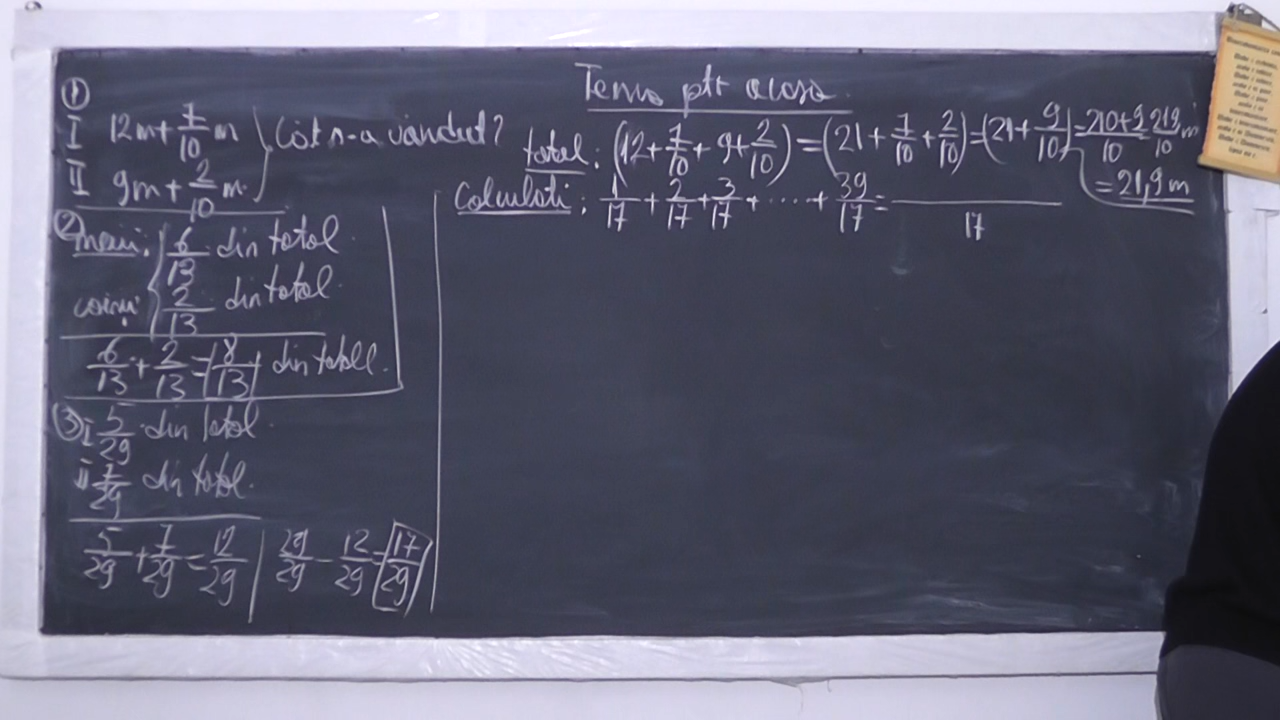 Tema ptr acasa
①
I 12m + 7/10 m
II 9m + 2/10 m.
Cât s-a vândut?
total: (12 + 7/10 + 9 + 2/10) = (21 + 7/10 + 2/10) = (21 + 9/10) = 210+9/10 = 219/10 m
= 21,9 m
② meri: 6/13 din total
caiși: 2/13 din total.
6/13 + 2/13 = 8/13 din total.
③ I 5/29 din total.
II 7/29 din total.
5/29 + 7/29 = 12/29 | 29/29 - 12/29 = 17/29
Calculati: 1/17 + 2/17 + 3/17 + .... + 39/17 = /17